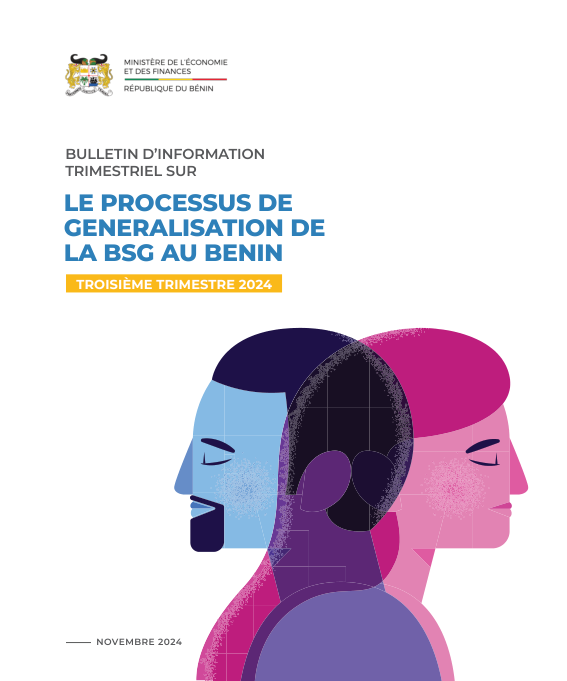 MINISTÈRE DE L'ÉCONOMIE
ET DES FINANCES
RÉPUBLIQUE DU BÉNIN
BULLETIN D'INFORMATION
TRIMESTRIEL SUR
LE PROCESSUS DE
GENERALISATION DE
LA BSG AU BENIN
TROISIÈME TRIMESTRE 2024
NOVEMBRE 2024